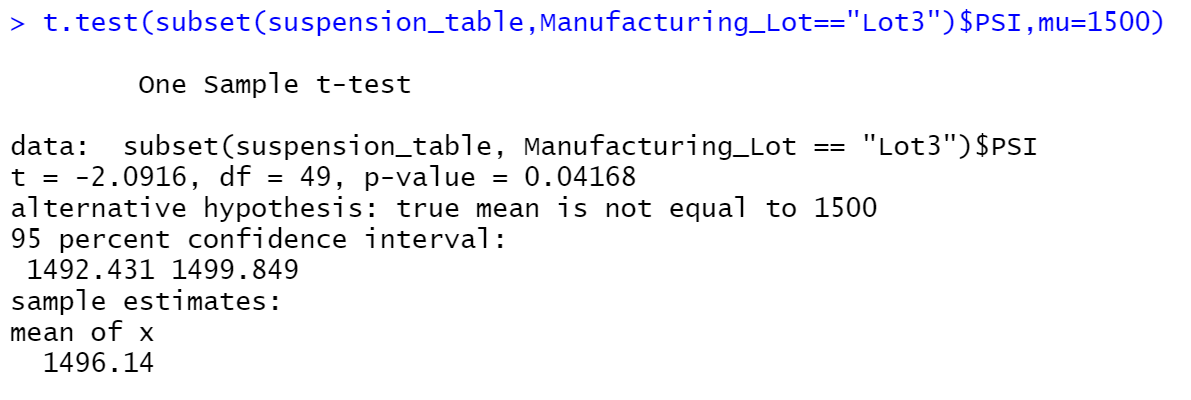 > t.test(subset(suspension_table,Manufacturing_Lot=="Lot3")$PSI,mu=1500)
One Sample t-test
data:  subset(suspension_table, Manufacturing_Lot == "Lot3")$PSI
t = -2.0916, df = 49, p-value = 0.04168
alternative hypothesis: true mean is not equal to 1500
95 percent confidence interval:
1492.431 1499.849
sample estimates:
mean of x
1496.14